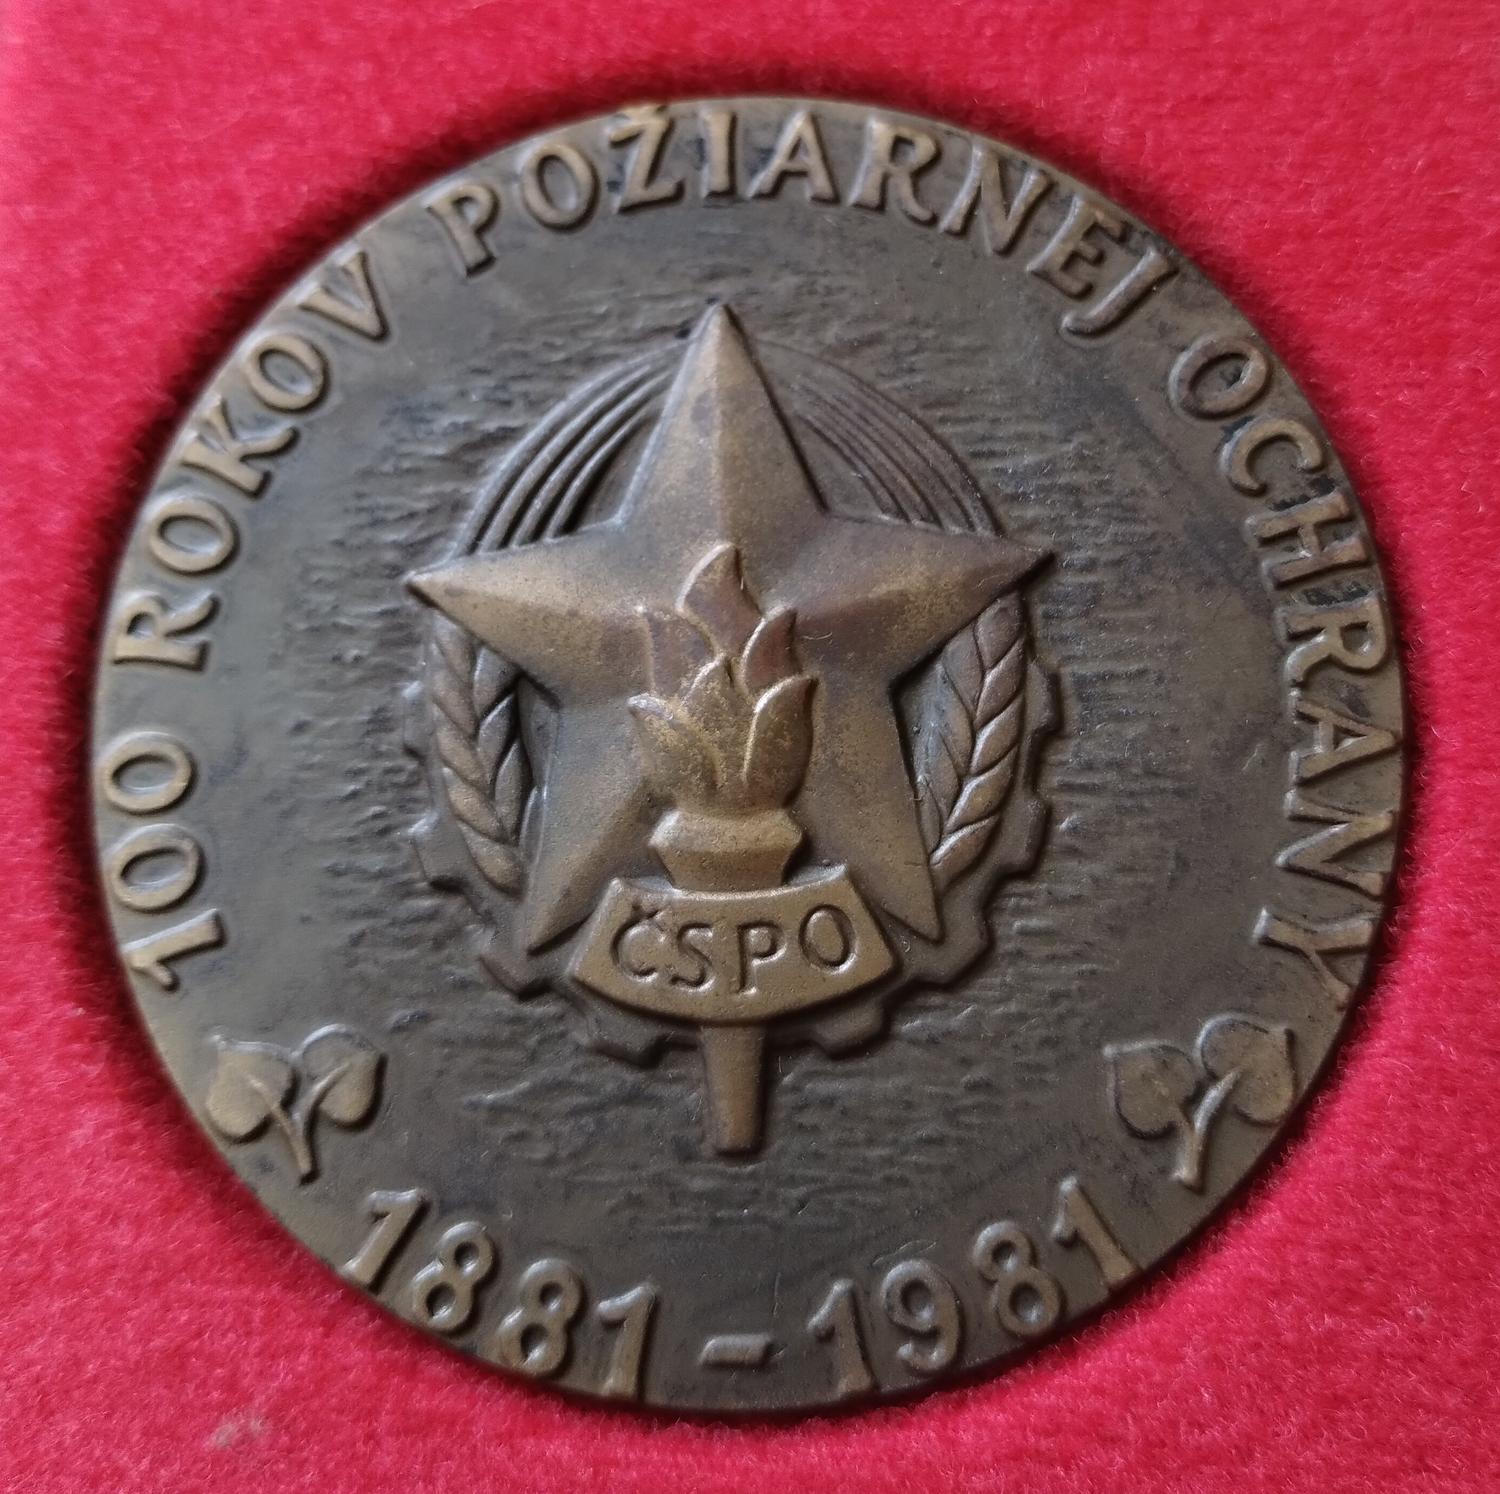 100 ROKOV POŽIARNEJ OCHRANY
ČSPO
1881-1981